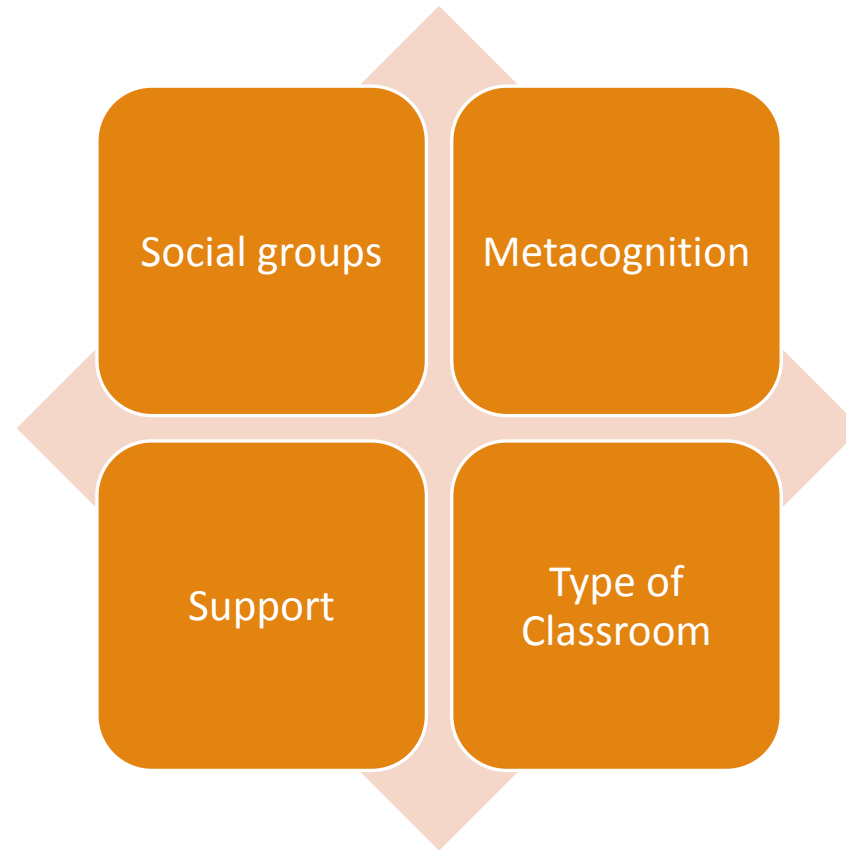 Social groups
Metacognition
Support
Type of
Classroom